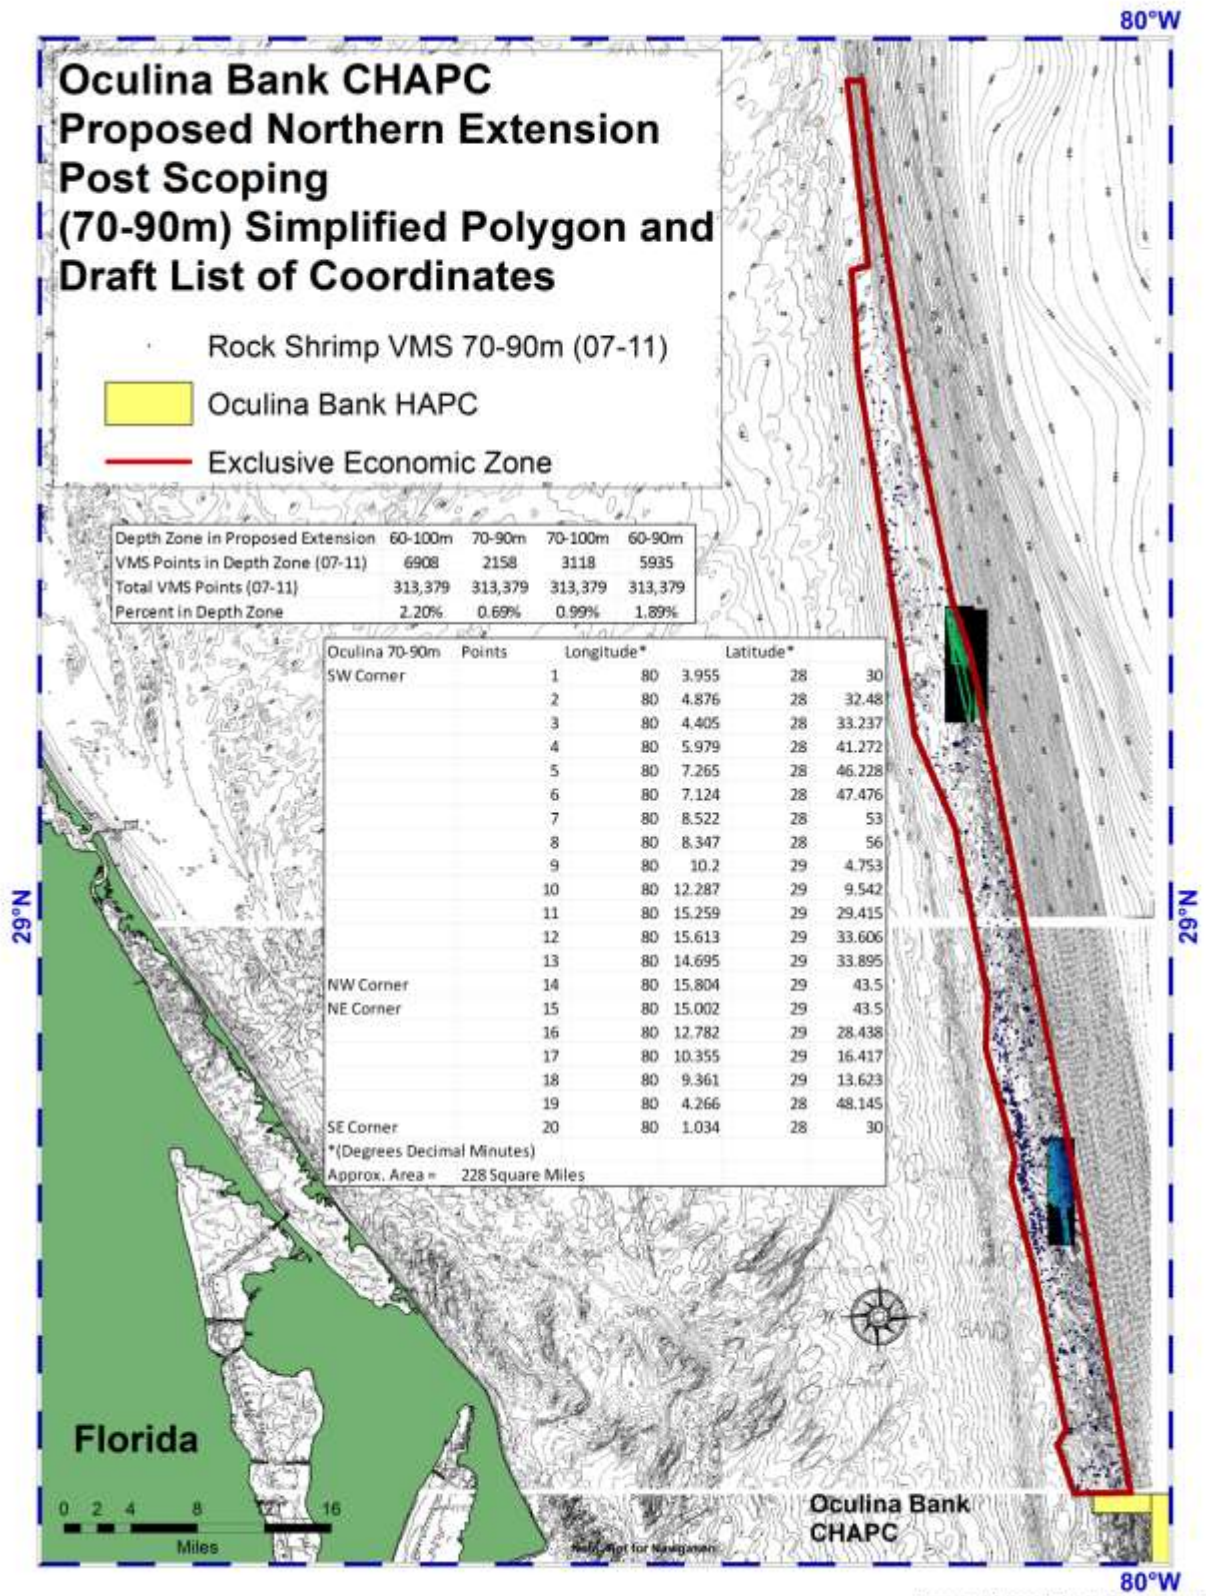 80°W
Oculina Bank CHAPC
Proposed Northern Extension
Post Scoping
(70-90m) Simplified Polygon and
Draft List of Coordinates
Rock Shrimp VMS 70-90m (07-11)
Oculina Bank HAPC
Exclusive Economic Zone
Depth Zone in Proposed Extension 60-100m 70-90m 70-100m 60-90m
VMS Points in Depth Zone (07-11) 6908 2158 3118 5935
Total VMS Points (07-11) 313,379 313,379 313,379 313,379
Percent in Depth Zone 2.20% 0.69% 0.99% 1.89%
Oculina 70-90m Points Longitude* Latitude*
SW Corner 1 80 3.955 28 30
2 80 4.876 28 32.48
3 80 4.405 28 33.237
4 80 5.979 28 41.272
5 80 7.265 28 46.228
6 80 7.124 28 47.476
7 80 8.522 28 53
8 80 8.347 28 56
9 80 10.2 29 4.753
10 80 12.287 29 9.542
11 80 15.259 29 29.415
12 80 15.613 29 33.606
13 80 14.695 29 33.895
NW Corner 14 80 15.804 29 43.5
NE Corner 15 80 15.002 29 43.5
16 80 12.782 29 28.438
17 80 10.355 29 16.417
18 80 9.361 29 13.623
19 80 4.266 28 48.145
SE Corner 20 80 1.034 28 30
*(Degrees Decimal Minutes)
Approx. Area = 228 Square Miles
29°N
29°N
SAND
Florida
0 2 4 8 12 16
Miles
Oculina Bank
CHAPC
Not for Navigation
80°W